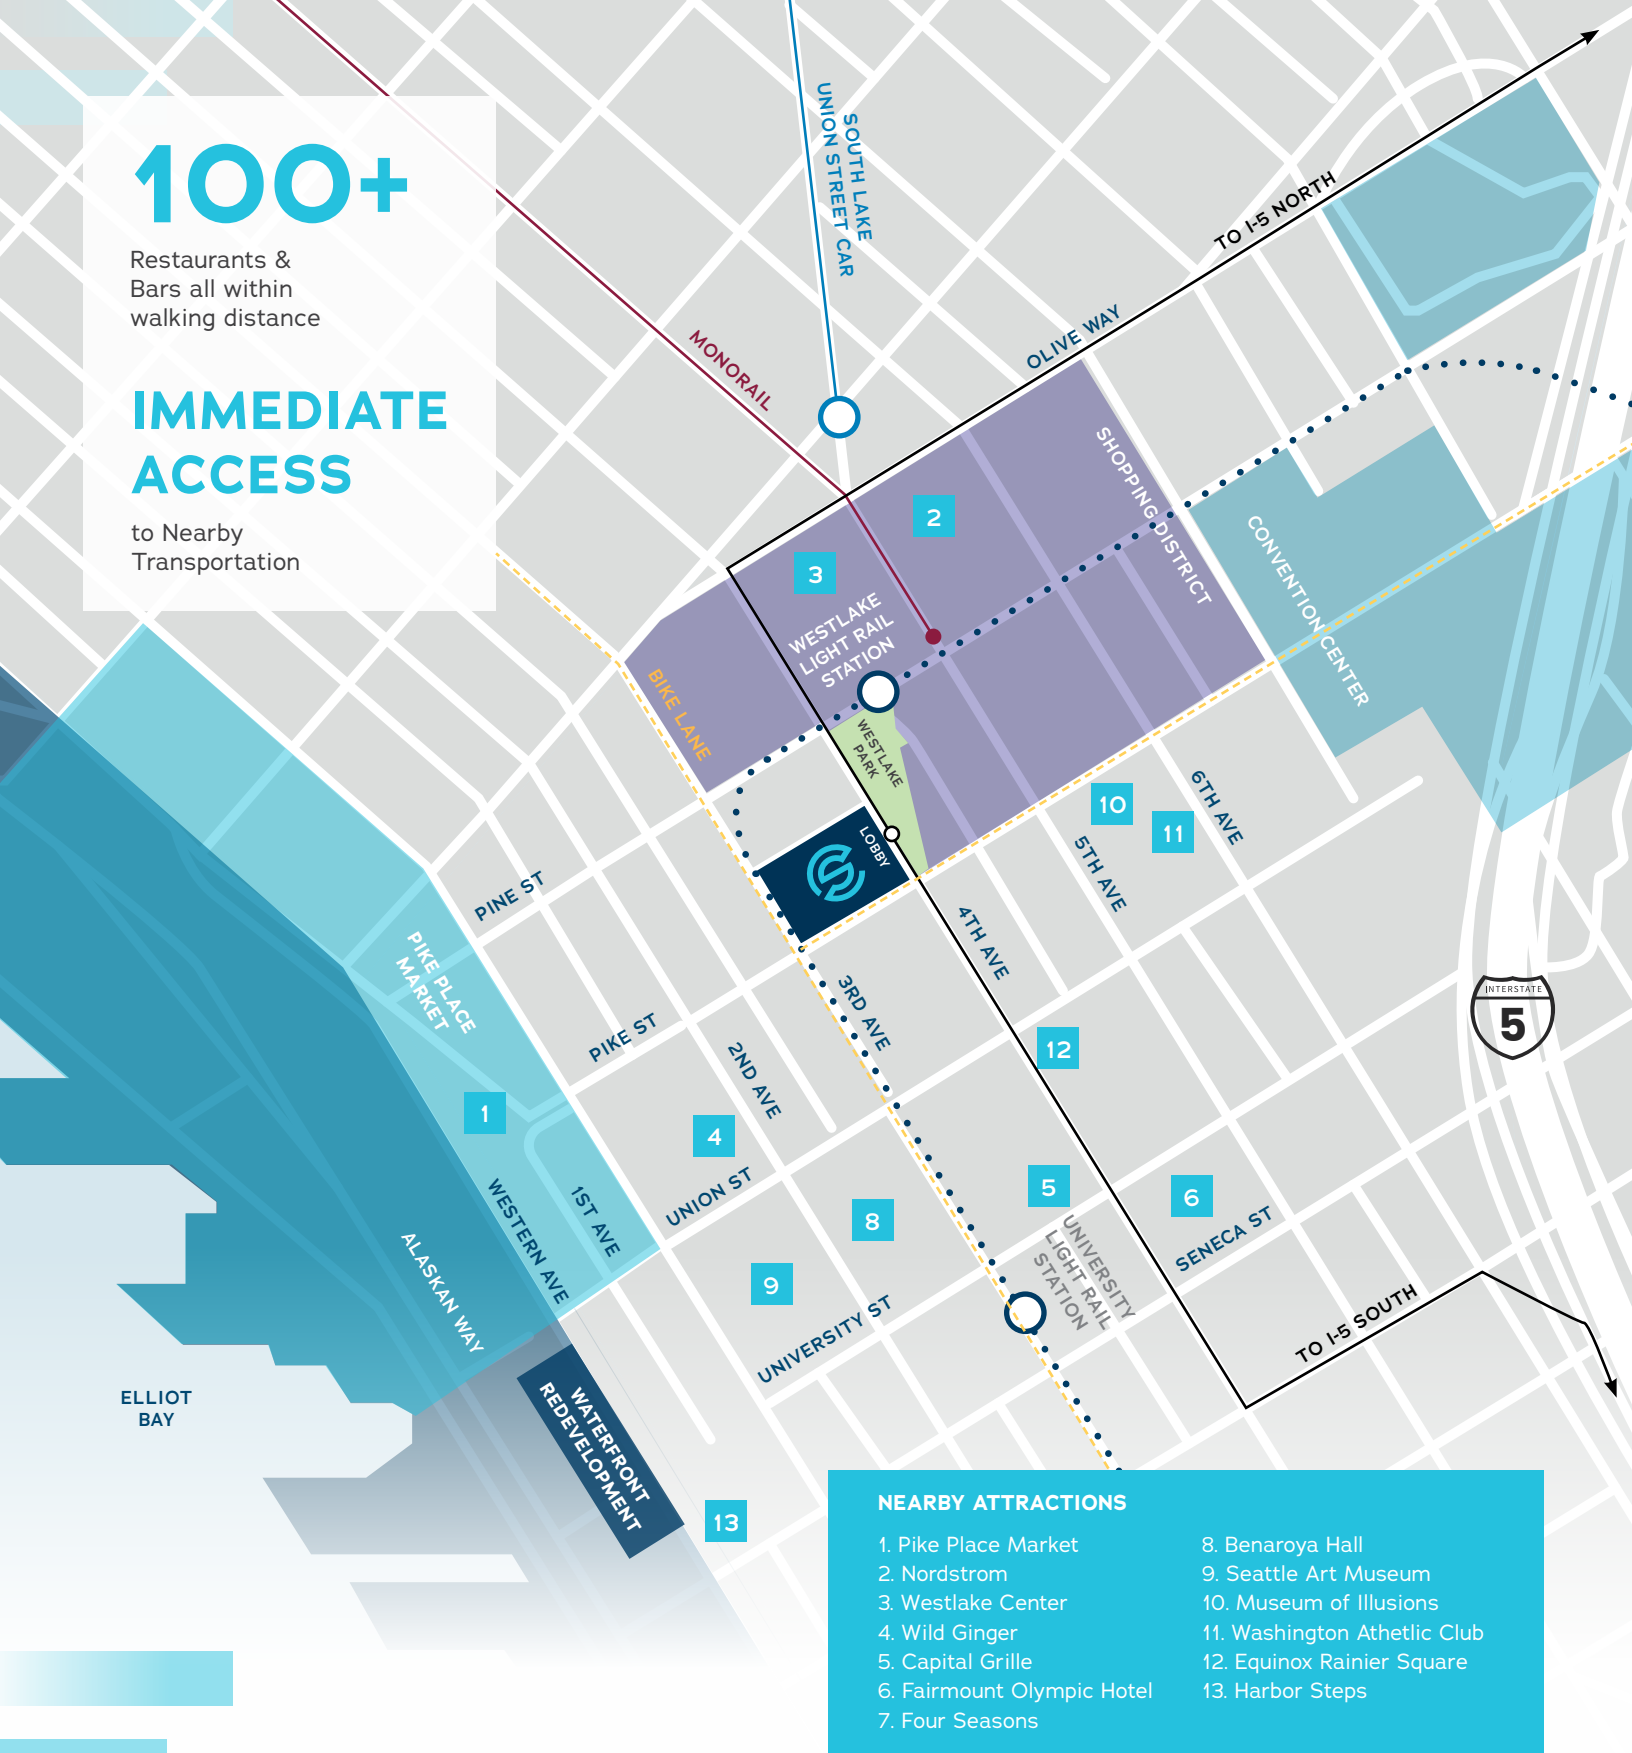 100+
Restaurants &
Bars all within
walking distance
IMMEDIATE
ACCESS
to Nearby
Transportation
SOUTH LAKE
UNION STREET CAR
MONORAIL
TO I-5 NORTH
OLIVE WAY
SHOPPING DISTRICT
CONVENTION CENTER
2
3
WESTLAKE
LIGHT RAIL
STATION
BIKE LANE
WESTLAKE
PARK
LOBBY
10
11
6TH AVE
5TH AVE
4TH AVE
3RD AVE
2ND AVE
PINE ST
PIKE PLACE
MARKET
PIKE ST
INTERSTATE
5
12
1
4
5
6
8
9
UNION ST
SENECA ST
UNIVERSITY
LIGHT RAIL
STATION
1ST AVE
WESTERN AVE
ALASKAN WAY
UNIVERSITY ST
TO I-5 SOUTH
ELLIOT
BAY
WATERFRONT
REDEVELOPMENT
13
NEARBY ATTRACTIONS
1. Pike Place Market
2. Nordstrom
3. Westlake Center
4. Wild Ginger
5. Capital Grille
6. Fairmount Olympic Hotel
7. Four Seasons
8. Benaroya Hall
9. Seattle Art Museum
10. Museum of Illusions
11. Washington Athetlic Club
12. Equinox Rainier Square
13. Harbor Steps